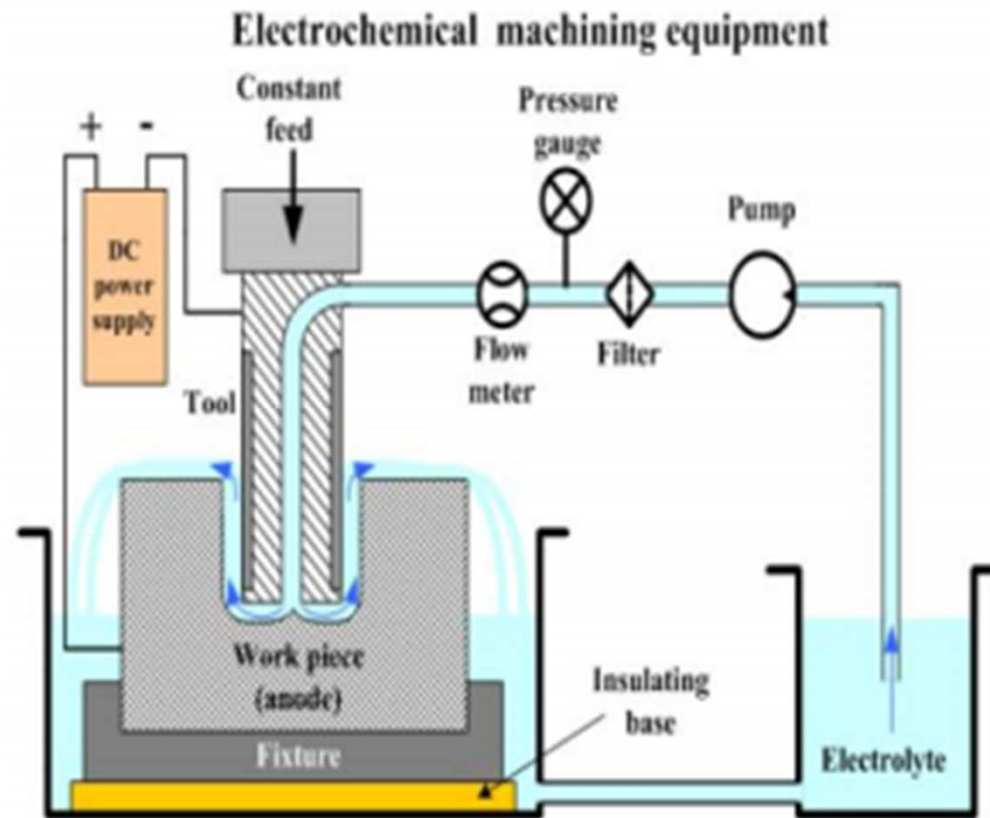 Electrochemical machining equipment
Constant
feed
Pressure
gauge
+ -
Pump
DC
power
supply
Flow
meter
Filter
Tool
Work piece
(anode)
Insulating
base
Fixture
Electrolyte